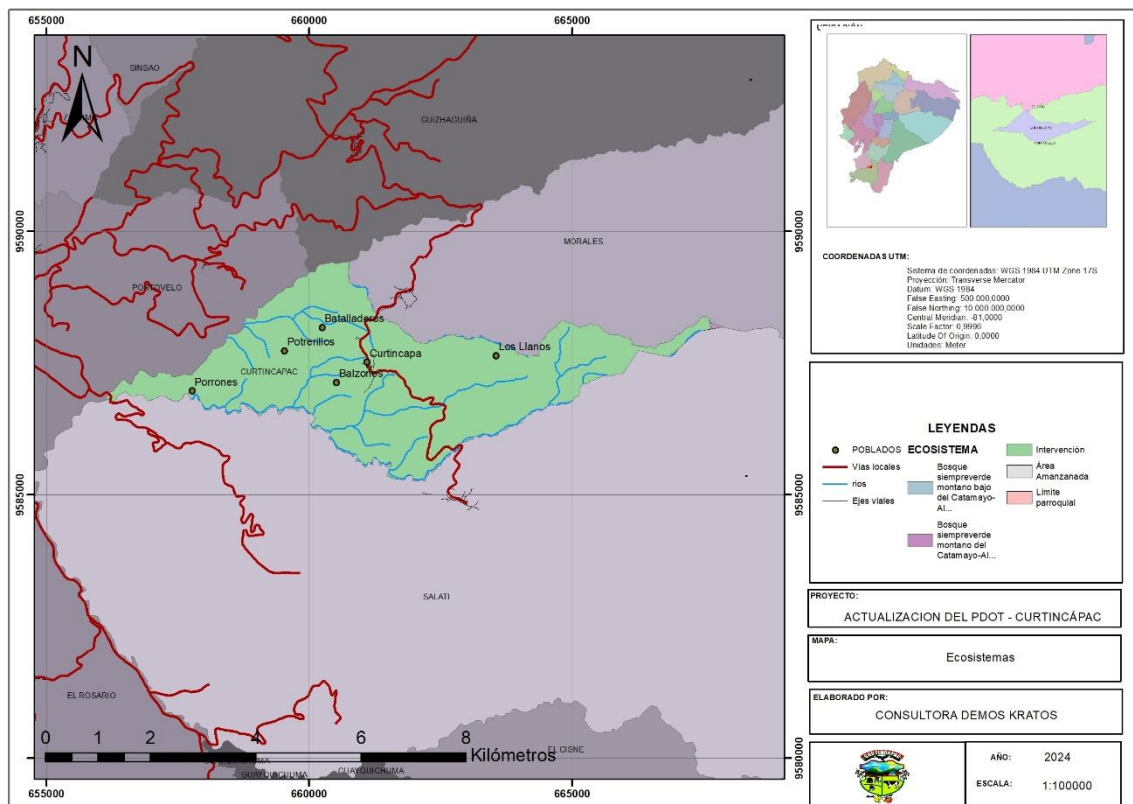 655000
660000
665000
N
SINSAO
GUIZHAGUIÑA
9590000
9590000
MORALES
PORTOVELO
Batalladeros
Potrerillos
Curtincapa
Los Llanos
CURTINCAPAC
Balzones
Porrones
9585000
9585000
SALATI
EL ROSARIO
0 2 4 6 8
Kilómetros
EL CISNE
GUAYQUICHUMA
GUAYQUICHUMA
9580000
9580000
655000
660000
665000
UBICACIÓN
COORDENADAS UTM:
Sistema de coordenadas: WGS 1984 UTM Zone 17S
Proyección: Transverse Mercator
Datum: WGS 1984
False Easting: 500.000,0000
False Northing: 10.000.000,0000
Central Meridian: -81,0000
Scale Factor: 0,9996
Latitude Of Origin: 0,0000
Unidades: Meter
LEYENDAS
POBLADOS
Vías locales
rios
Ejes viales
ECOSISTEMA
Bosque
siempreverde
montano bajo
del Catamayo-
Al...
Bosque
siempreverde
montano del
Catamayo-Al...
Intervención
Área
Amanzanada
Límite
parroquial
PROYECTO:
ACTUALIZACION DEL PDOT - CURTINCÁPAC
MAPA:
Ecosistemas
ELABORADO POR:
CONSULTORA DEMOS KRATOS
AÑO: 2024
ESCALA: 1:100000